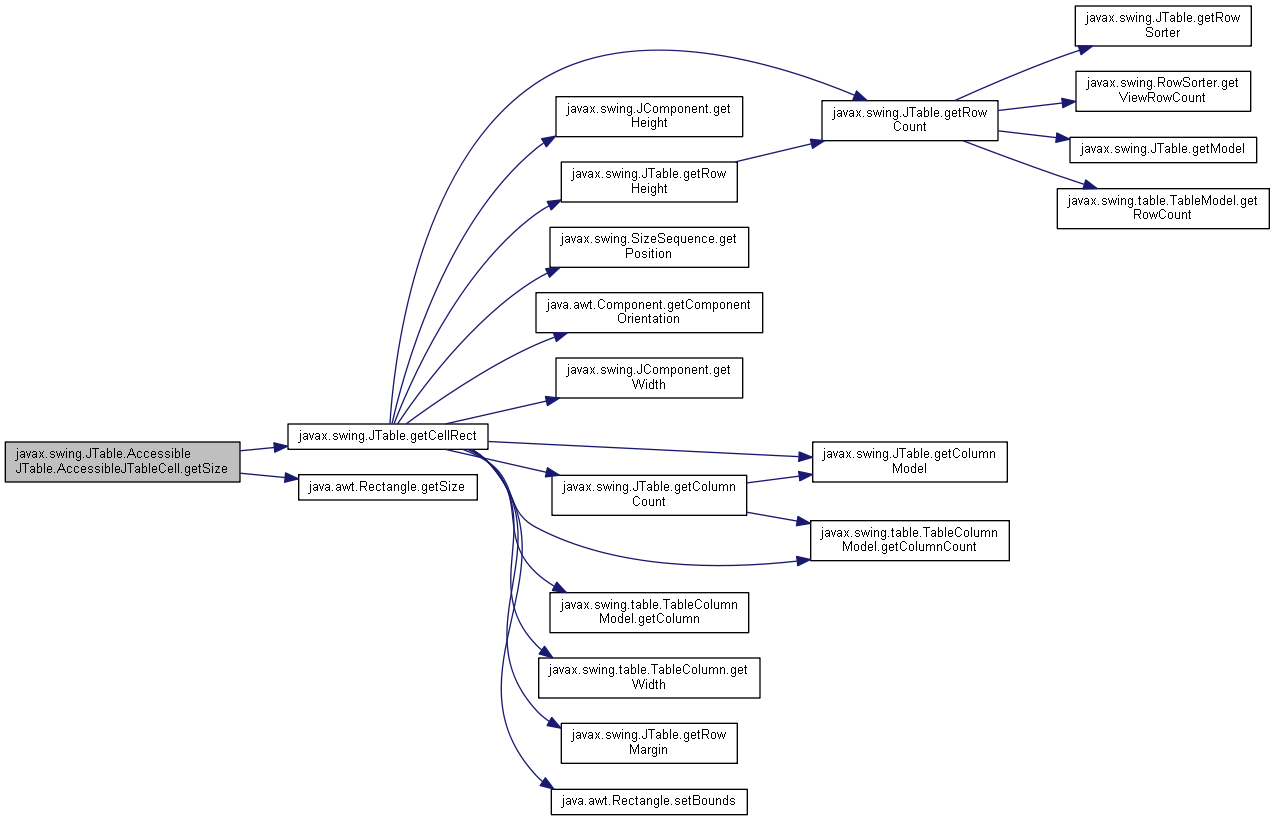 javax.swing.JTable.getRow
Sorter
javax.swing.RowSorter.get
ViewRowCount
javax.swing.JComponent.get
Height
javax.swing.JTable.getRow
Count
javax.swing.JTable.getModel
javax.swing.JTable.getRow
Height
javax.swing.table.TableModel.get
RowCount
javax.swing.SizeSequence.get
Position
java.awt.Component.getComponent
Orientation
javax.swing.JComponent.get
Width
javax.swing.JTable.getCellRect
javax.swing.JTable.Accessible
JTable.AccessibleJTableCell.getSize
javax.swing.JTable.getColumn
Model
java.awt.Rectangle.getSize
javax.swing.JTable.getColumn
Count
javax.swing.table.TableColumn
Model.getColumnCount
javax.swing.table.TableColumn
Model.getColumn
javax.swing.table.TableColumn.get
Width
javax.swing.JTable.getRow
Margin
java.awt.Rectangle.setBounds